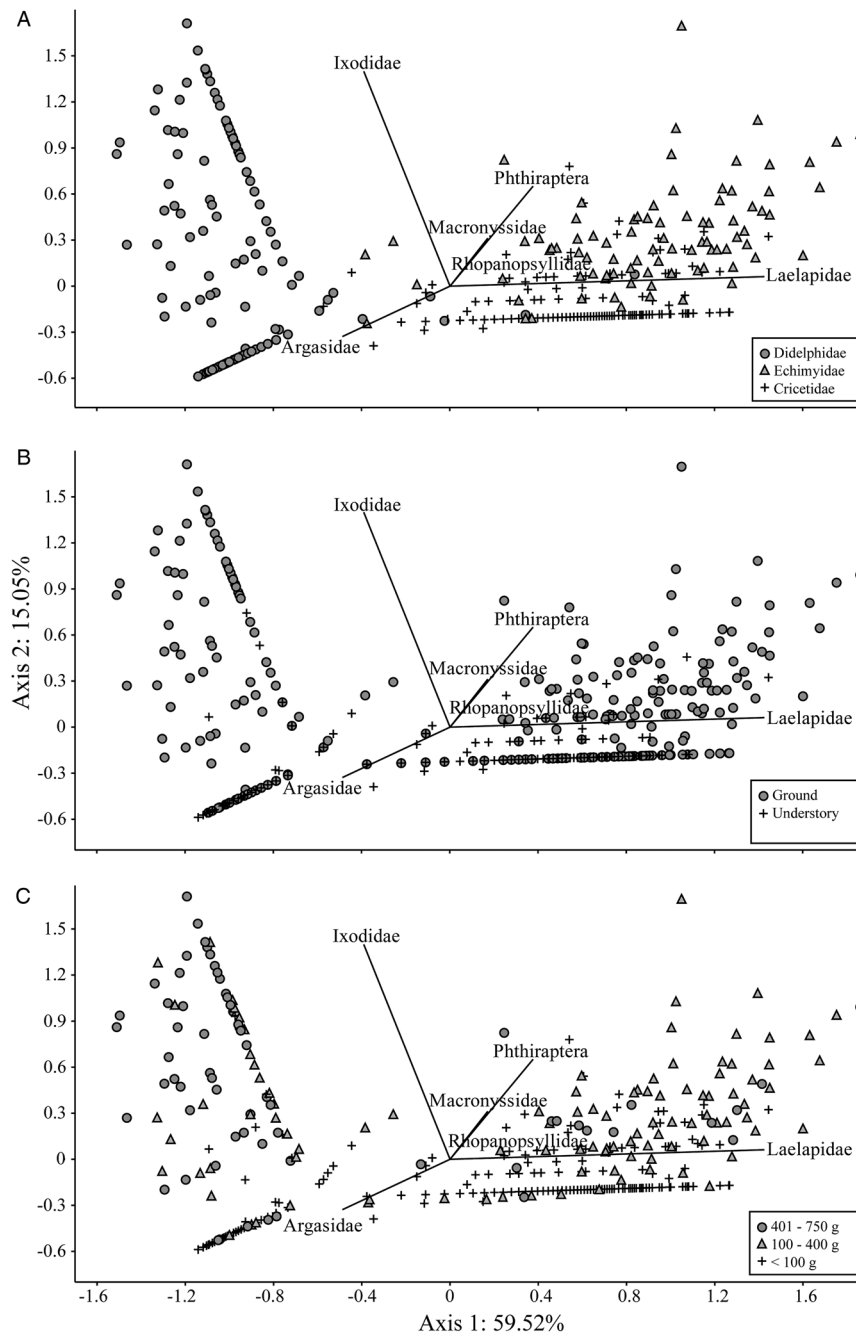 A
1.5
1.2
0.9
0.6
0.3
0
-0.3
-0.6
Ixodidae
Phthiraptera
Macronyssidae
Rhopanopsyllidae
Laelapidae
Argasidae
Didelphidae
Echimyidae
Cricetidae
B
Axis 2: 15.05%
1.5
1.2
0.9
0.6
0.3
0
-0.3
-0.6
Ixodidae
Phthiraptera
Macronyssidae
Rhopanopsyllidae
Laelapidae
Argasidae
Ground
Understory
C
1.5
1.2
0.9
0.6
0.3
0
-0.3
-0.6
Ixodidae
Phthiraptera
Macronyssidae
Rhopanopsyllidae
Laelapidae
Argasidae
401 - 750 g
100 - 400 g
< 100 g
-1.6 -1.2 -0.8 -0.4 0 0.4 0.8 1.2 1.6
Axis 1: 59.52%